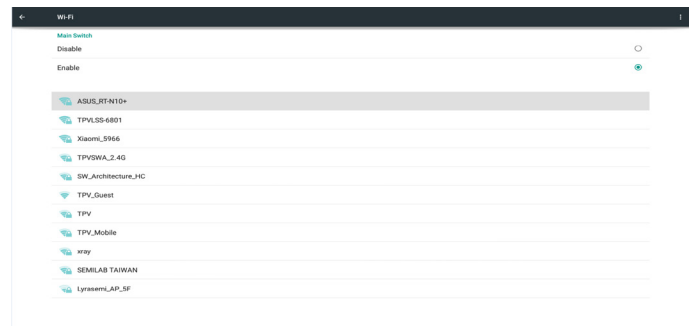 Wi-Fi
Main Switch
Disable
Enable
ASUS_RT-N10+
TPVLSS-6801
Xiaomi_5966
TPVSWA_2.4G
SW_Architecture_HC
TPV_Guest
TPV
TPV_Mobile
xray
SEMILAB TAIWAN
Lyrasemi_AP_5F